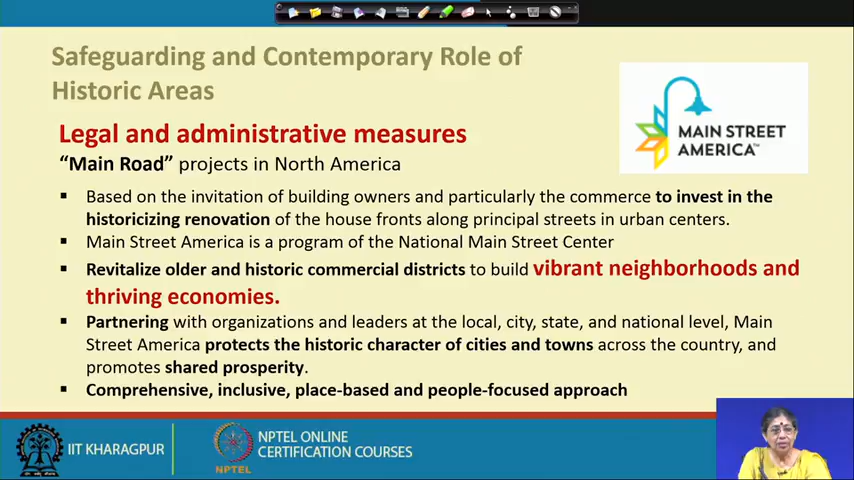 Safeguarding and Contemporary Role of
Historic Areas
MAIN STREET
AMERICA™
Legal and administrative measures
“Main Road” projects in North America
▪ Based on the invitation of building owners and particularly the commerce to invest in the
historicizing renovation of the house fronts along principal streets in urban centers.
▪ Main Street America is a program of the National Main Street Center
▪ Revitalize older and historic commercial districts to build vibrant neighborhoods and
thriving economies.
▪ Partnering with organizations and leaders at the local, city, state, and national level, Main
Street America protects the historic character of cities and towns across the country, and
promotes shared prosperity.
▪ Comprehensive, inclusive, place-based and people-focused approach
IIT KHARAGPUR
NPTEL
NPTEL ONLINE
CERTIFICATION COURSES